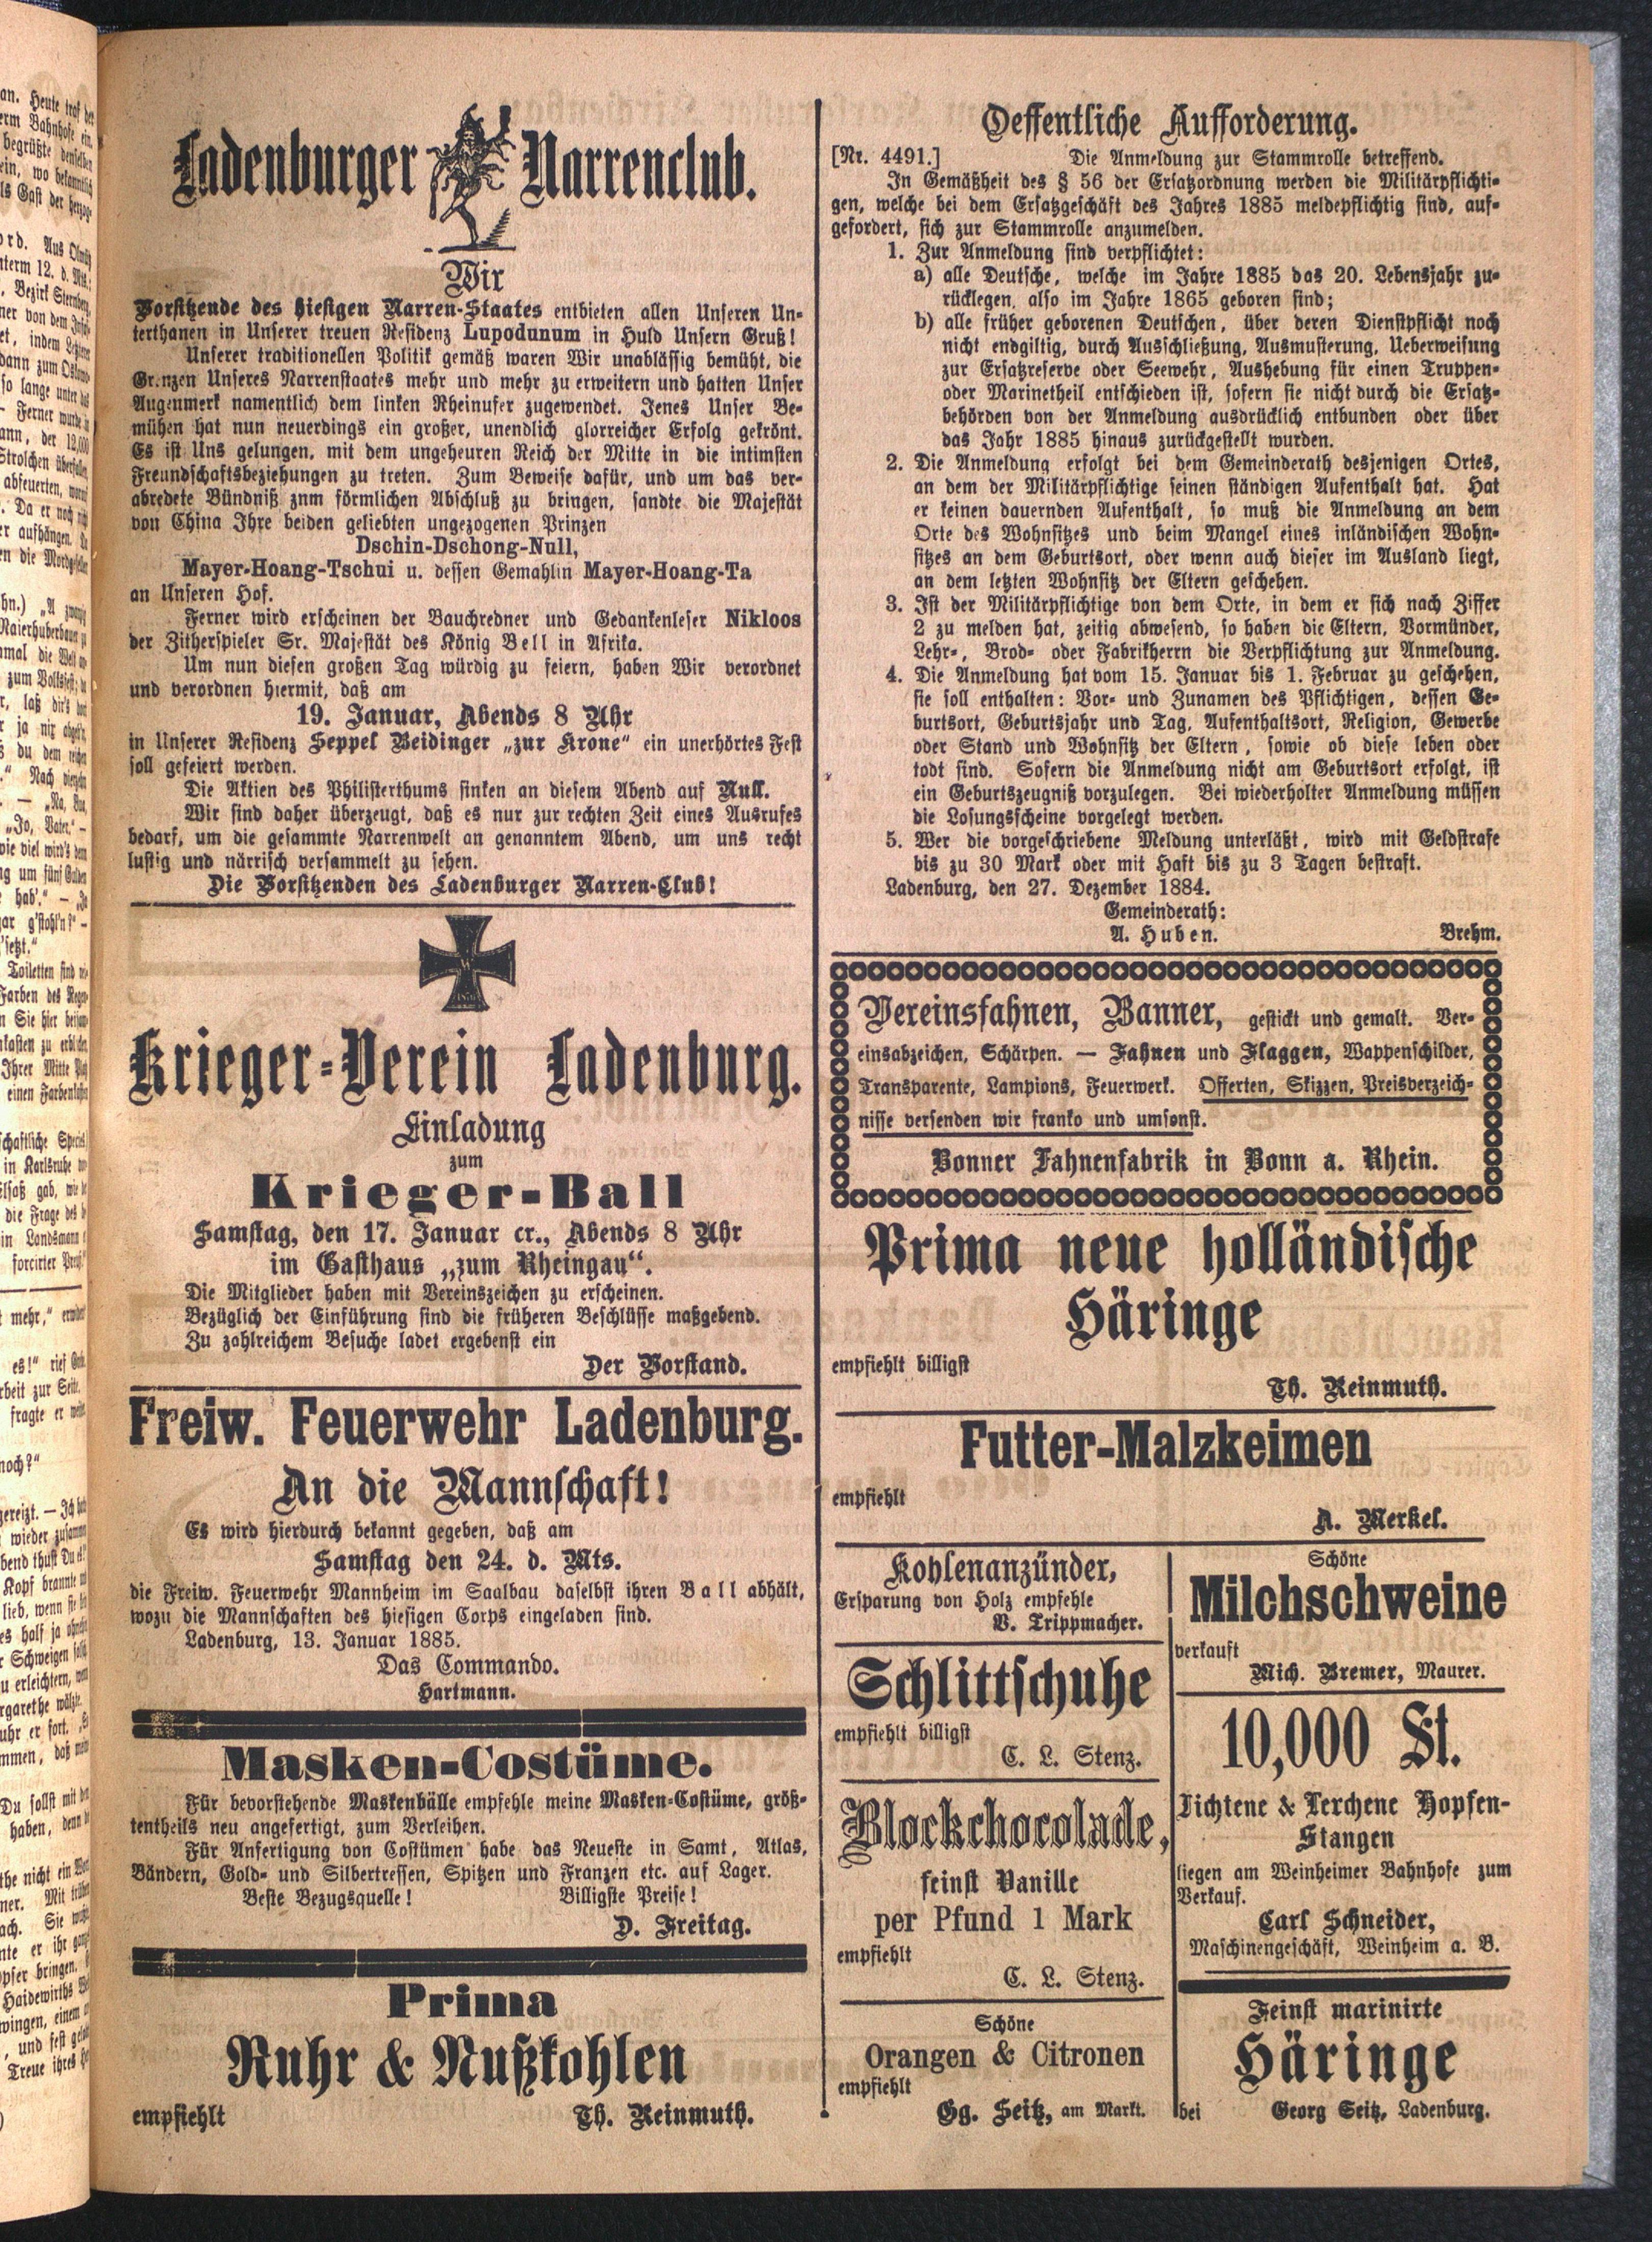 Ladenburger Narrenclub.
Wir
Vorsitzende des hiesigen Narren-Staates entbieten allen Unseren Un-
terthanen in Unserer treuen Residenz Lupodunum in Huld Unsern Gruß!
Unserer traditionellen Politik gemäß waren Wir unablässig bemüht, die
Grenzen Unseres Narrenstaates mehr und mehr zu erweitern und hatten Unser
Augenmerk namentlich dem linken Rheinufer zugewendet. Jenes Unser Be-
mühen hat nun neuerdings ein großer, unendlich glorreicher Erfolg gekrönt.
Es ist Uns gelungen, mit dem ungeheuren Reich der Mitte in die intimsten
Freundschaftsbeziehungen zu treten. Zum Beweise dafür, und um das ver-
abredete Bündniß znm förmlichen Abschluß zu bringen, sandte die Majestät
von China Ihre beiden geliebten ungezogenen Prinzen
Dschin-Dschong-Null,
Mayer-Hoang-Tschui u. dessen Gemahlin Mayer-Hoang-Ta
an Unseren Hof.
Ferner wird erscheinen der Bauchredner und Gedankenleser Nikloos
der Zitherspieler Sr. Majestät des König Bell in Afrika.
Um nun diesen großen Tag würdig zu feiern, haben Wir verordnet
und verordnen hiermit, daß am
19. Januar, Abends 8 Uhr
in Unserer Residenz Seppel Beidinger „zur Krone" ein unerhörtes Fest
soll gefeiert werden.
Die Aktien des Philisterthums sinken an diesem Abend auf Null.
Wir sind daher überzeugt, daß es nur zur rechten Zeit eines Ausrufes
bedarf, um die gesammte Narrenwelt an genanntem Abend, um uns recht
lustig und närrisch versammelt zu sehen.
Die Vorsitzenden des Ladenburger Narren-Club!
W
1870
Krieger-Verein Ladenburg.
Einladung
zum
Krieger-Ball
Samstag, den 17. Januar cr., Abends 8 Uhr
im Gasthaus „zum Rheingau".
Die Mitglieder haben mit Vereinszeichen zu erscheinen.
Bezüglich der Einführung sind die früheren Beschlüsse maßgebend.
Zu zahlreichem Besuche ladet ergebenst ein
Der Vorstand.
Freiw. Feuerwehr Ladenburg.
An die Mannschaft!
Es wird hierdurch bekannt gegeben, daß am
Samstag den 24. d. Mts.
die Freiw. Feuerwehr Mannheim im Saalbau daselbst ihren Ball abhält,
wozu die Mannschaften des hiesigen Corps eingeladen sind.
Ladenburg, 13. Januar 1885.
Das Commando.
Hartmann.
Masken-Costüme.
Für bevorstehende Maskenbälle empfehle meine Masken-Costüme, größ-
tentheils neu angefertigt, zum Verleihen.
Für Anfertigung von Costümen habe das Neueste in Samt, Atlas,
Bändern, Gold- und Silbertressen, Spitzen und Franzen etc. auf Lager.
Beste Bezugsquelle! Billigste Preise!
D. Freitag.
Prima
Ruhr & Nußkohlen
empfiehlt Th. Reinmuth.
Oeffentliche Aufforderung.
[Nr. 4491.] Die Anmeldung zur Stammrolle betreffend.
In Gemäßheit des § 56 der Ersatzordnung werden die Militärpflichti-
gen, welche bei dem Ersatzgeschäft des Jahres 1885 meldepflichtig sind, auf-
gefordert, sich zur Stammrolle anzumelden.
1. Zur Anmeldung sind verpflichtet:
a) alle Deutsche, welche im Jahre 1885 das 20. Lebensjahr zu-
rücklegen, also im Jahre 1865 geboren sind;
b) alle früher geborenen Deutschen, über deren Dienstpflicht noch
nicht endgiltig, durch Ausschließung, Ausmusterung, Ueberweisung
zur Ersatzreserve oder Seewehr, Aushebung für einen Truppen-
oder Marinetheil entschieden ist, sofern sie nicht durch die Ersatz-
behörden von der Anmeldung ausdrücklich entbunden oder über
das Jahr 1885 hinaus zurückgestellt wurden.
2. Die Anmeldung erfolgt bei dem Gemeinderath desjenigen Ortes,
an dem der Militärpflichtige seinen ständigen Aufenthalt hat. Hat
er keinen dauernden Aufenthalt, so muß die Anmeldung an dem
Orte des Wohnsitzes und beim Mangel eines inländischen Wohn-
sitzes an dem Geburtsort, oder wenn auch dieser im Ausland liegt,
an dem letzten Wohnsitz der Eltern geschehen.
3. Ist der Militärpflichtige von dem Orte, in dem er sich nach Ziffer
2 zu melden hat, zeitig abwesend, so haben die Eltern, Vormünder,
Lehr-, Brod- oder Fabrikherrn die Verpflichtung zur Anmeldung.
4. Die Anmeldung hat vom 15. Januar bis 1. Februar zu geschehen,
sie soll enthalten: Vor- und Zunamen des Pflichtigen, dessen Ge-
burtsort, Geburtsjahr und Tag, Aufenthaltsort, Religion, Gewerbe
oder Stand und Wohnsitz der Eltern, sowie ob diese leben oder
todt sind. Sofern die Anmeldung nicht am Geburtsort erfolgt, ist
ein Geburtszeugniß vorzulegen. Bei wiederholter Anmeldung müssen
die Losungsscheine vorgelegt werden.
5. Wer die vorgeschriebene Meldung unterläßt, wird mit Geldstrafe
bis zu 30 Mark oder mit Haft bis zu 3 Tagen bestraft.
Ladenburg, den 27. Dezember 1884.
Gemeinderath:
A. Huben. Brehm.
Vereinsfahnen, Banner, gestickt und gemalt. Ver-
einsabzeichen, Schärpen. — Fahnen und Flaggen, Wappenschilder,
Transparente, Lampions, Feuerwerk. Offerten, Skizzen, Preisverzeich-
nisse versenden wir franko und umsonst.
Bonner Fahnenfabrik in Bonn a. Rhein.
Prima neue holländische
Häringe
empfiehlt billigst
Th. Reinmuth.
Futter-Malzkeimen
empfiehlt
A. Merkel.
Kohlenanzünder,
Ersparung von Holz empfehle
V. Trippmacher.
Schlittschuhe
empfiehlt billigst
C. L. Stenz.
Blockchocolade,
feinst Vanille
per Pfund 1 Mark
empfiehlt
C. L. Stenz.
Schöne
Orangen & Citronen
empfiehlt
Gg. Seitz, am Markt.
Schöne
Milchschweine
verkauft
Mich. Bremer, Maurer.
10,000 St.
Fichtene & Lerchene Hopfen-
Stangen
liegen am Weinheimer Bahnhofe zum
Verkauf.
Carl Schneider,
Maschinengeschäft, Weinheim a. B.
Feinst marinirte
Häringe
bei Georg Seitz, Ladenburg.